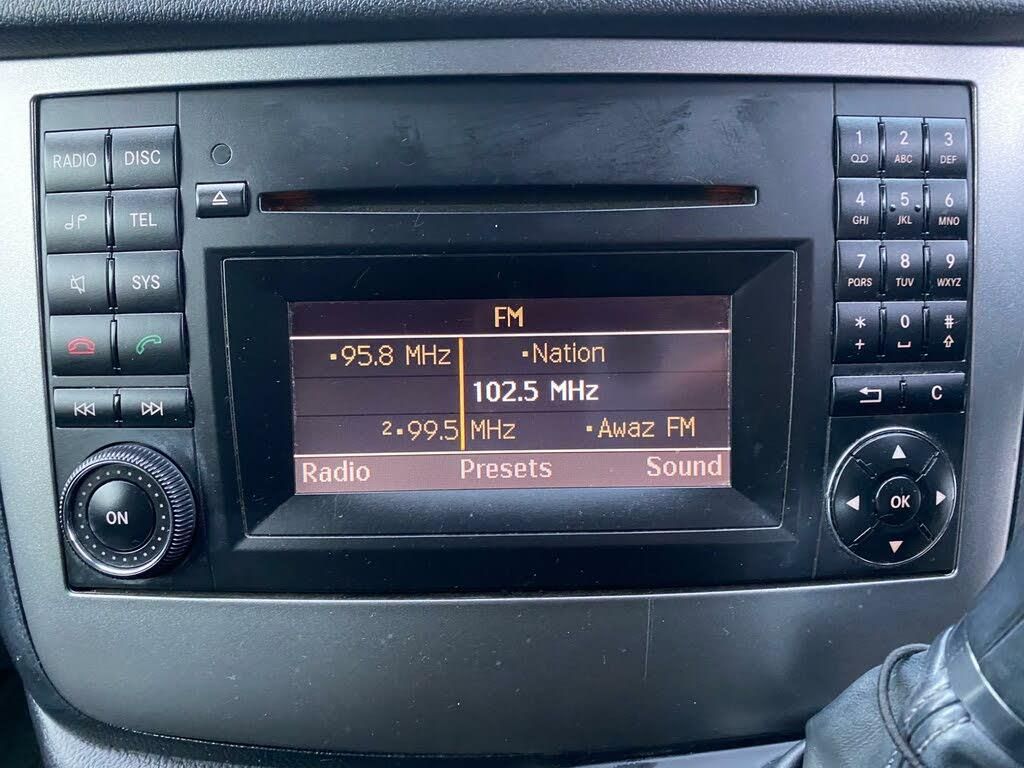 RADIO DISC
TEL
SYS
ON
FM
•95.8 MHz •Nation
102.5 MHz
2•99.5 MHz •Awaz FM
Radio Presets Sound
1 2 3
ABC DEF
4 5 6
GHI JKL MNO
7 8 9
PQRS TUV WXYZ
* 0 #
+
C
OK